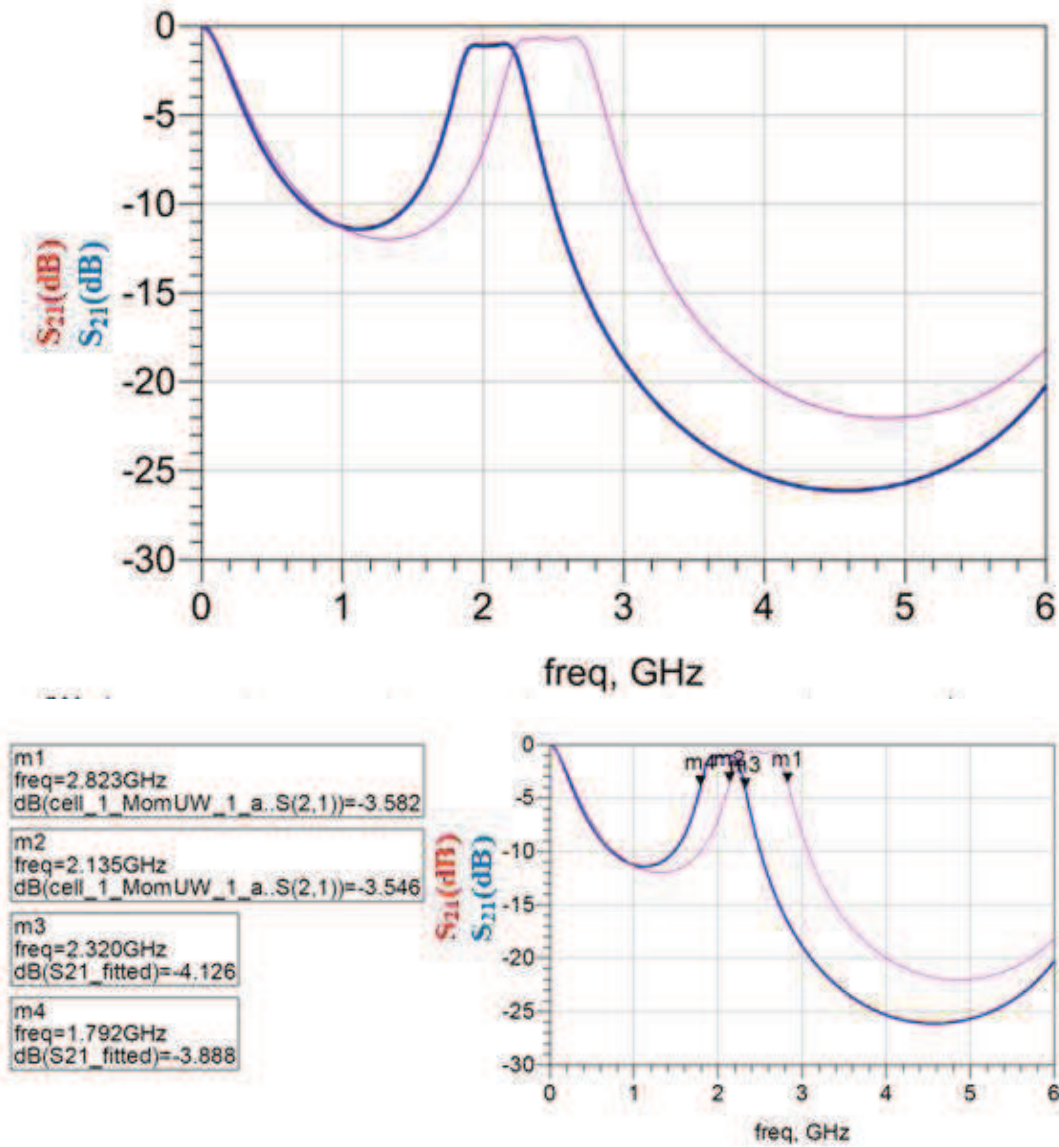 0
-5
-10
-15
-20
-25
-30
S21(dB)
S21(dB)
0 1 2 3 4 5 6
freq, GHz
m1
freq=2.823GHz
dB(cell_1_MomUW_1_a..S(2,1))=-3.582
m2
freq=2.135GHz
dB(cell_1_MomUW_1_a..S(2,1))=-3.546
m3
freq=2.320GHz
dB(S21_fitted)=-4.126
m4
freq=1.792GHz
dB(S21_fitted)=-3.888
0
-5
-10
-15
-20
-25
-30
S21(dB)
S21(dB)
m4 m3 m1
0 1 2 3 4 5 6
freq, GHz